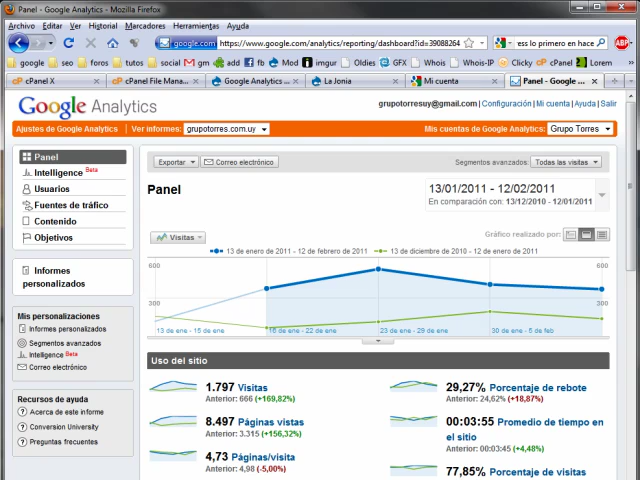 Panel - Google Analytics - Mozilla Firefox
Archivo Editar Ver Historial Marcadores Herramientas Ayuda
google.com https://www.google.com/analytics/reporting/dashboard?id=39088264 ess lo primero en hace ABP
google seo foros tutos social gm add fx Mod IP Oldies GFX Whois Whois-IP Clicky iTrace Lorem
cPanel X cPanel File Mana... Google Analytics ... La Jonia Mi cuenta Panel - Google ...
Google Analytics
grupotorresuy@gmail.com | Configuración | Mi cuenta | Ayuda | Salir
Ajustes de Google Analytics Ver informes: grupotorres.com.uy Mis cuentas de Google Analytics: Grupo Torres
Panel
Intelligence Beta
Usuarios
Fuentes de tráfico
Contenido
Objetivos
Informes
personalizados
Mis personalizaciones
Informes personalizados
Segmentos avanzados
Intelligence Beta
Correo electrónico
Recursos de ayuda
Acerca de este informe
Conversion University
Preguntas frecuentes
Exportar Correo electrónico Segmentos avanzados: Todas las visitas
Panel
13/01/2011 - 12/02/2011
En comparación con: 13/12/2010 - 12/01/2011
Visitas Gráfico realizado por:
13 de enero de 2011 - 12 de febrero de 2011 13 de diciembre de 2010 - 12 de enero de 2011
600 600
300 300
13 de ene - 15 de ene 16 de ene - 22 de ene 23 de ene - 29 de ene 30 de ene - 5 de feb
Uso del sitio
1.797 Visitas
Anterior: 666 (+169,82%)
8.497 Páginas vistas
Anterior: 3.315 (+156,32%)
4,73 Páginas/visita
Anterior: 4,98 (-5,00%)
29,27% Porcentaje de rebote
Anterior: 24,62% (+18,87%)
00:03:55 Promedio de tiempo en
el sitio
Anterior: 00:03:45 (+4,48%)
77,85% Porcentaje de visitas